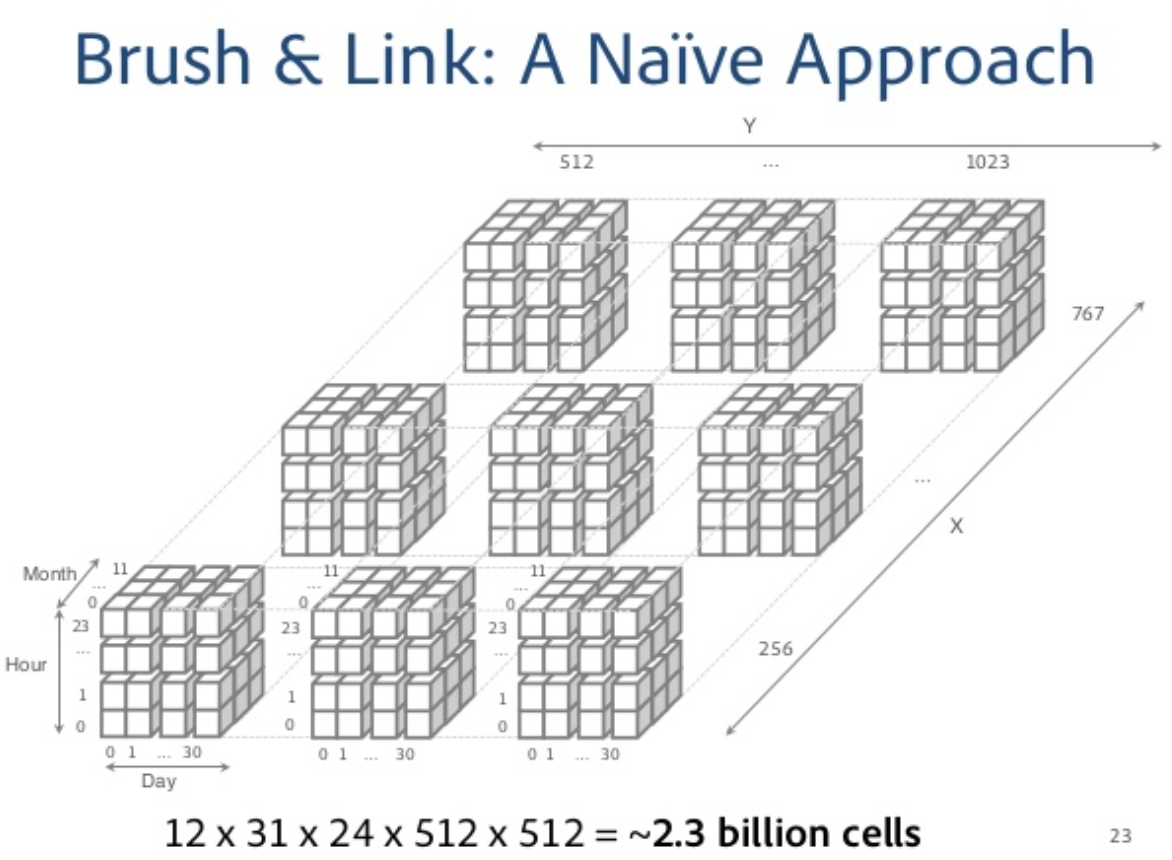 Brush & Link: A Naïve Approach
Y
512 ... 1023
767
...
X
256
Month
11
...
0
11
...
0
11
...
0
Hour
23
...
1
0
23
...
1
0
23
...
1
0
0 1 ... 30
0 1 ... 30
0 1 ... 30
Day
12 x 31 x 24 x 512 x 512 = ~2.3 billion cells
23